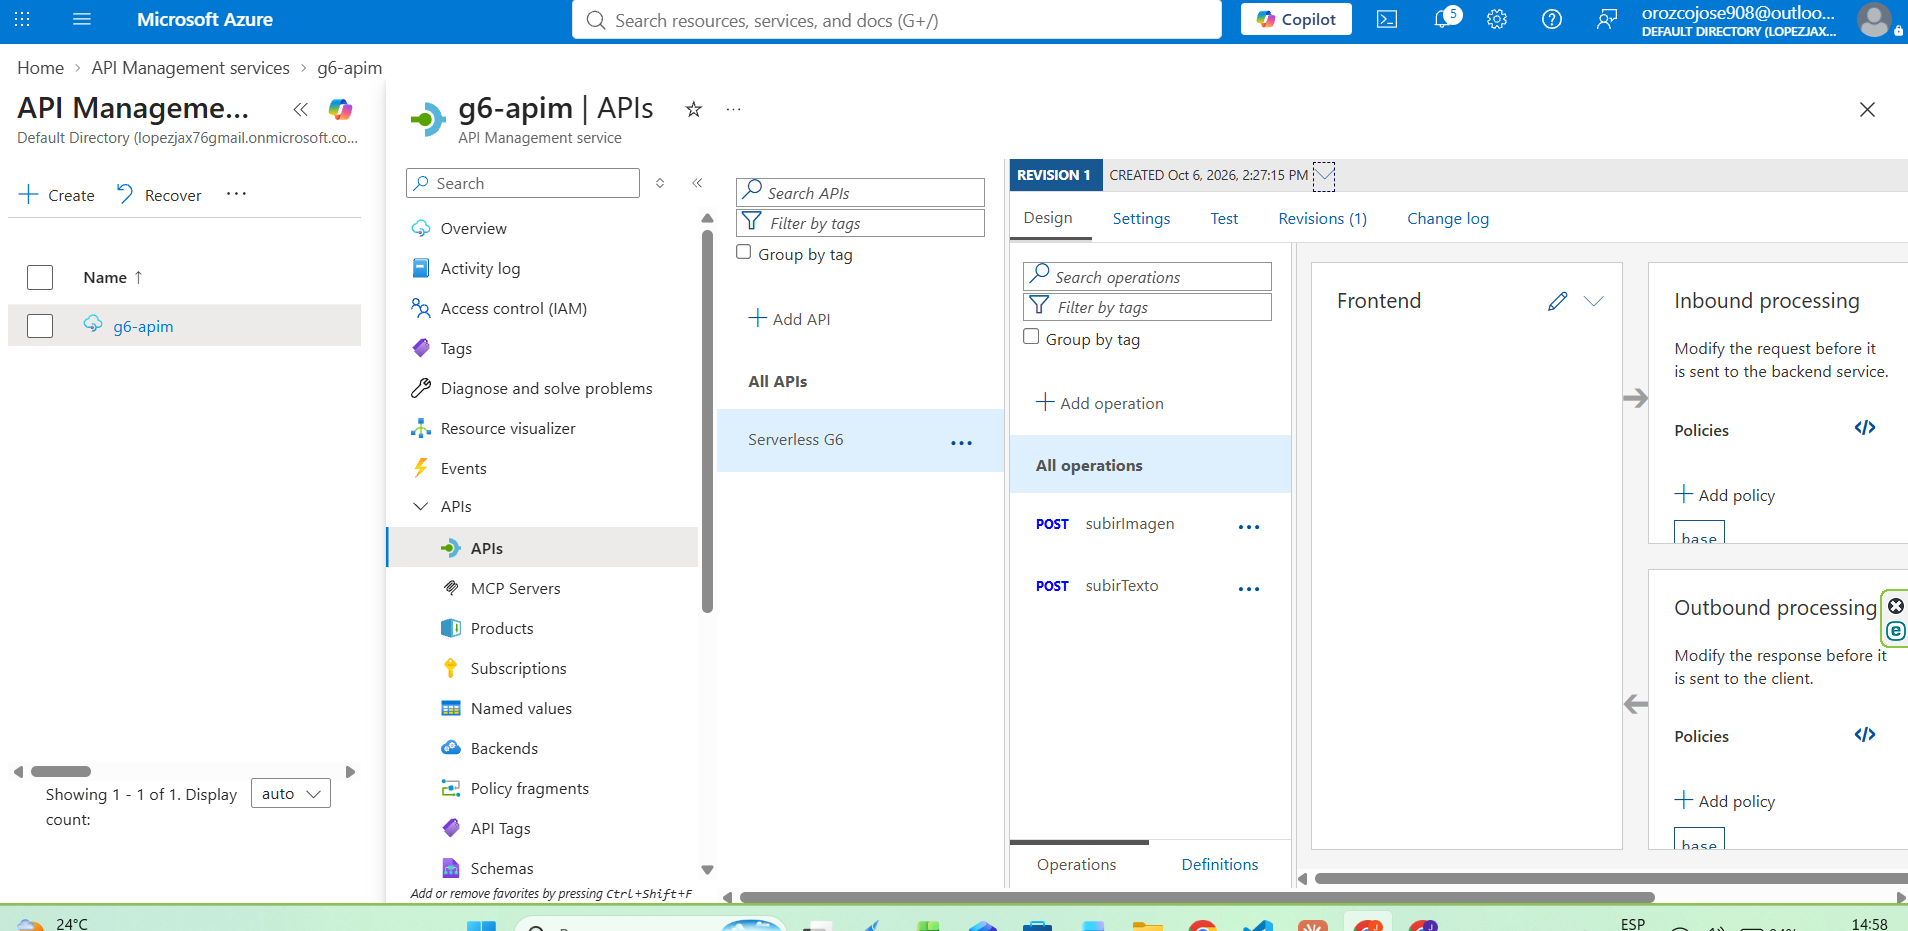 Microsoft Azure
Search resources, services, and docs (G+/)
Copilot
5
orozcojose908@outloo...
DEFAULT DIRECTORY (LOPEZJAX...
Home > API Management services > g6-apim
API Manageme...
Default Directory (lopezjax76gmail.onmicrosoft.co...
Create
Recover
...
Name ↑
g6-apim
Showing 1 - 1 of 1. Display count:
auto
g6-apim | APIs
API Management service
Search
Overview
Activity log
Access control (IAM)
Tags
Diagnose and solve problems
Resource visualizer
Events
APIs
APIs
MCP Servers
Products
Subscriptions
Named values
Backends
Policy fragments
API Tags
Schemas
Add or remove favorites by pressing Ctrl+Shift+F
Search APIs
Filter by tags
Group by tag
Add API
All APIs
Serverless G6
...
REVISION 1
CREATED Oct 6, 2026, 2:27:15 PM
Design
Settings
Test
Revisions (1)
Change log
Search operations
Filter by tags
Group by tag
Add operation
All operations
POST subirImagen ...
POST subirTexto ...
Operations
Definitions
Frontend
Inbound processing
Modify the request before it
is sent to the backend service.
Policies
</>
Add policy
base
Outbound processing
Modify the response before it
is sent to the client.
Policies
</>
Add policy
base
24°C
ESP
14:58